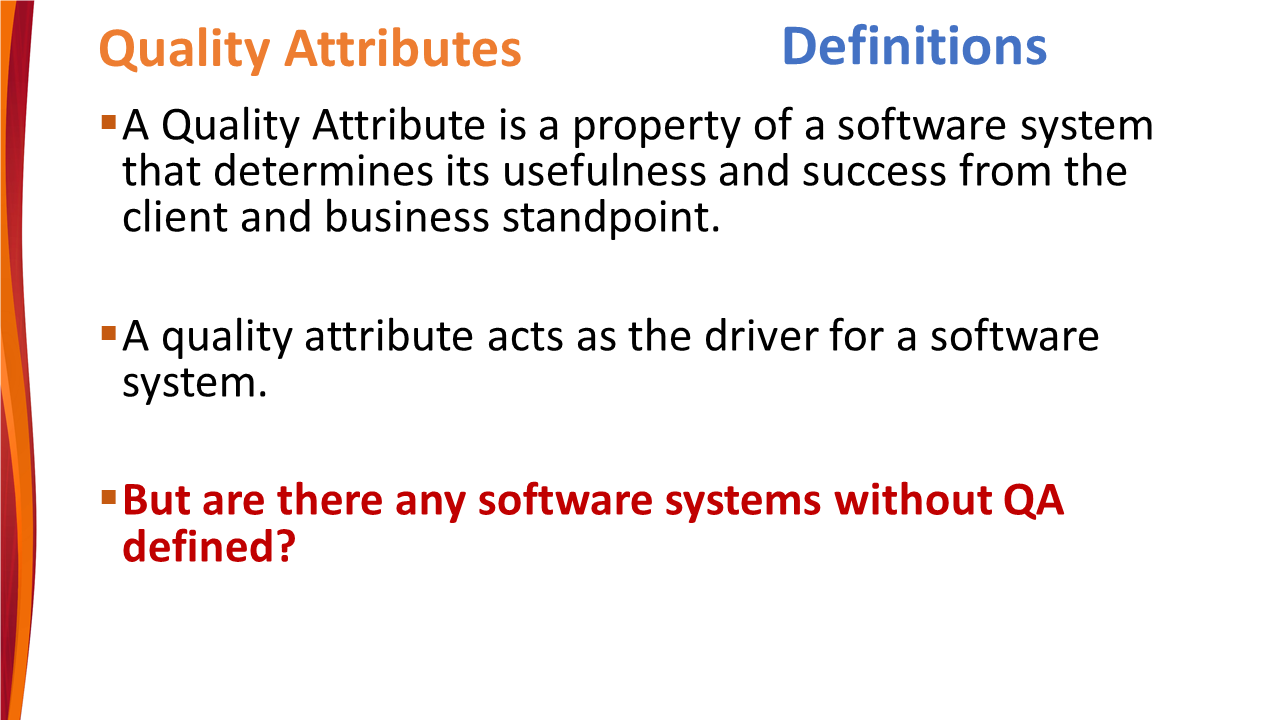 Quality Attributes
Definitions
▪A Quality Attribute is a property of a software system
that determines its usefulness and success from the
client and business standpoint.
▪A quality attribute acts as the driver for a software
system.
▪But are there any software systems without QA
defined?